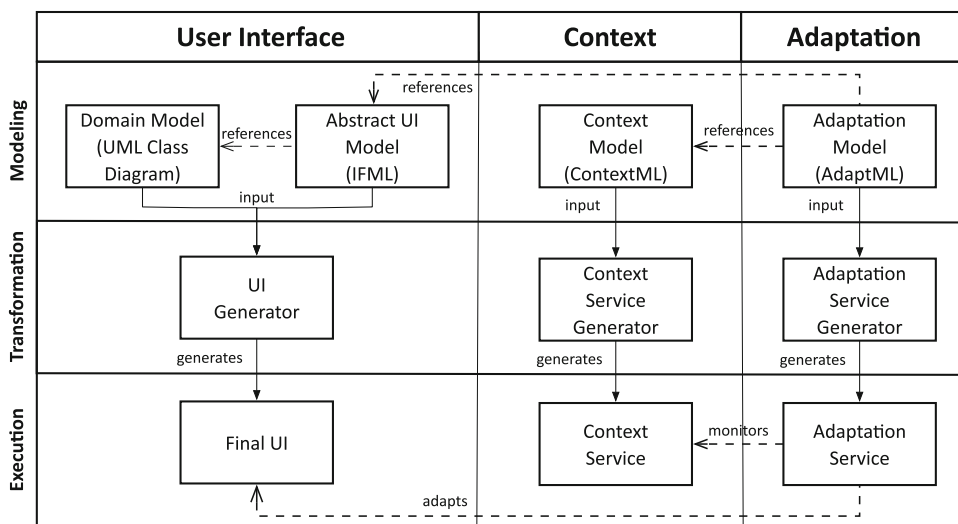 User Interface
Context
Adaptation
Modeling
references
Domain Model
(UML Class
Diagram)
references
Abstract UI
Model
(IFML)
Context
Model
(ContextML)
references
Adaptation
Model
(AdaptML)
input
input
input
Transformation
UI
Generator
Context
Service
Generator
Adaptation
Service
Generator
generates
generates
generates
Execution
Final UI
Context
Service
monitors
Adaptation
Service
adapts